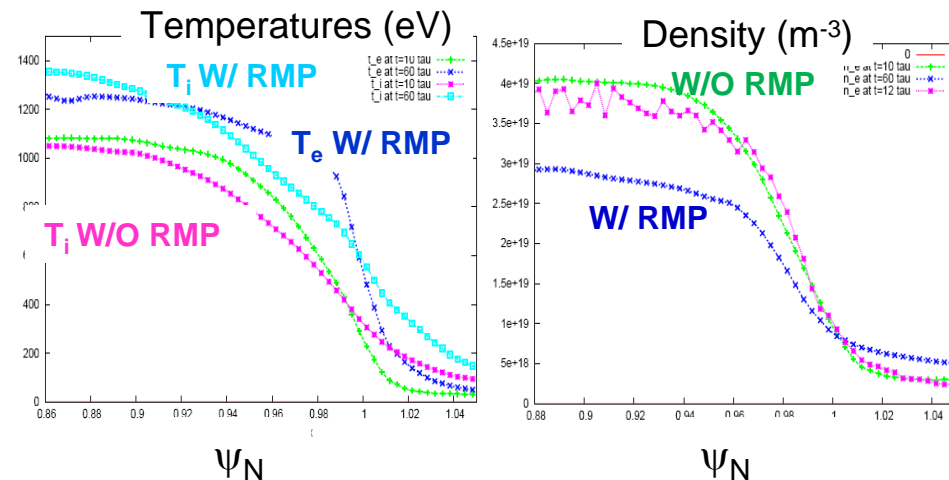 Temperatures (eV)
1400
1200
1000
800
400
200
0
0.86
0.88
0.9
0.92
0.94
0.96
0.98
1
1.02
1.04
t_e at t=10 tau
t_e at t=60 tau
t_i at t=10 tau
t_i at t=60 tau
Ti W/ RMP
Te W/ RMP
Ti W/O RMP
ψN
Density (m-3)
4.5e+19
4e+19
3.5e+19
3e+19
2.5e+19
2e+19
1.5e+19
1e+19
5e+18
0
0.88
0.9
0.92
0.94
0.96
0.98
1
1.02
1.04
0
n_e at t=10 tau
n_e at t=60 tau
n_e at t=12 tau
W/O RMP
W/ RMP
ψN